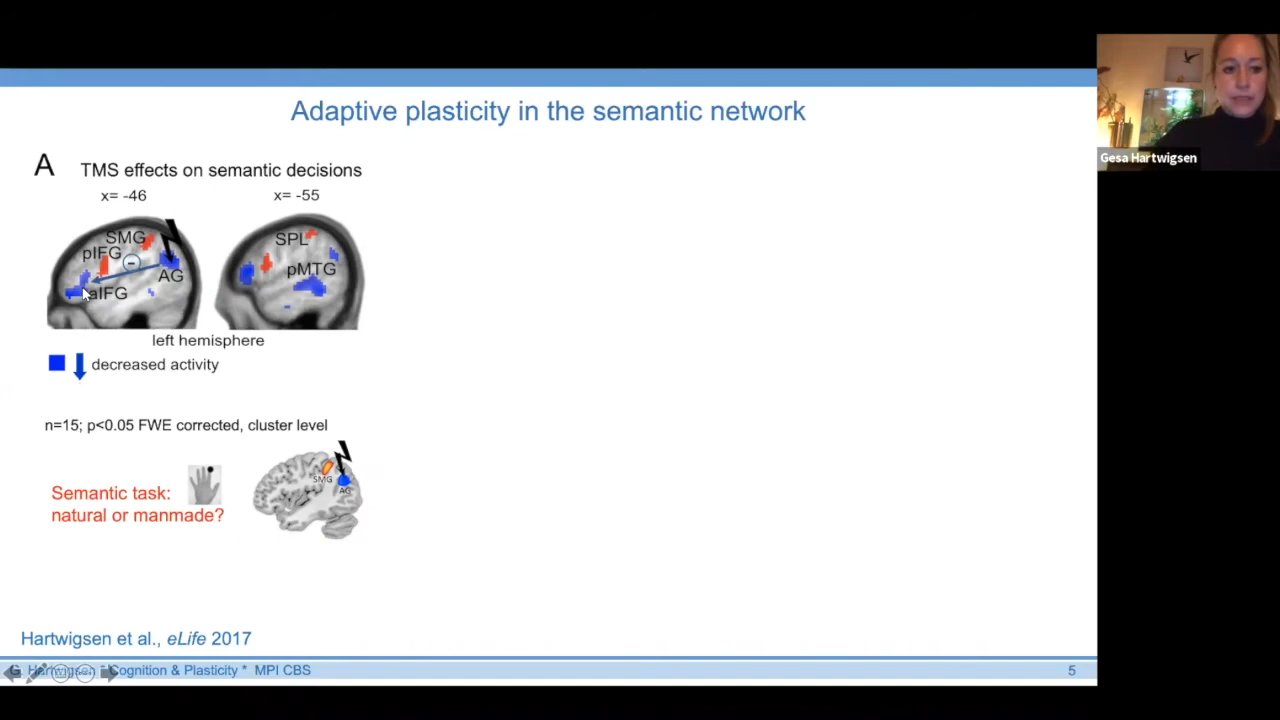 Adaptive plasticity in the semantic network
A
TMS effects on semantic decisions
x= -46
x= -55
SMG
pIFG
-
AG
aIFG
SPL
pMTG
left hemisphere
decreased activity
n=15; p<0.05 FWE corrected, cluster level
SMG
AG
Semantic task:
natural or manmade?
Hartwigsen et al., eLife 2017
G. Hartwigsen * Cognition & Plasticity * MPI CBS
5
Gesa Hartwigsen